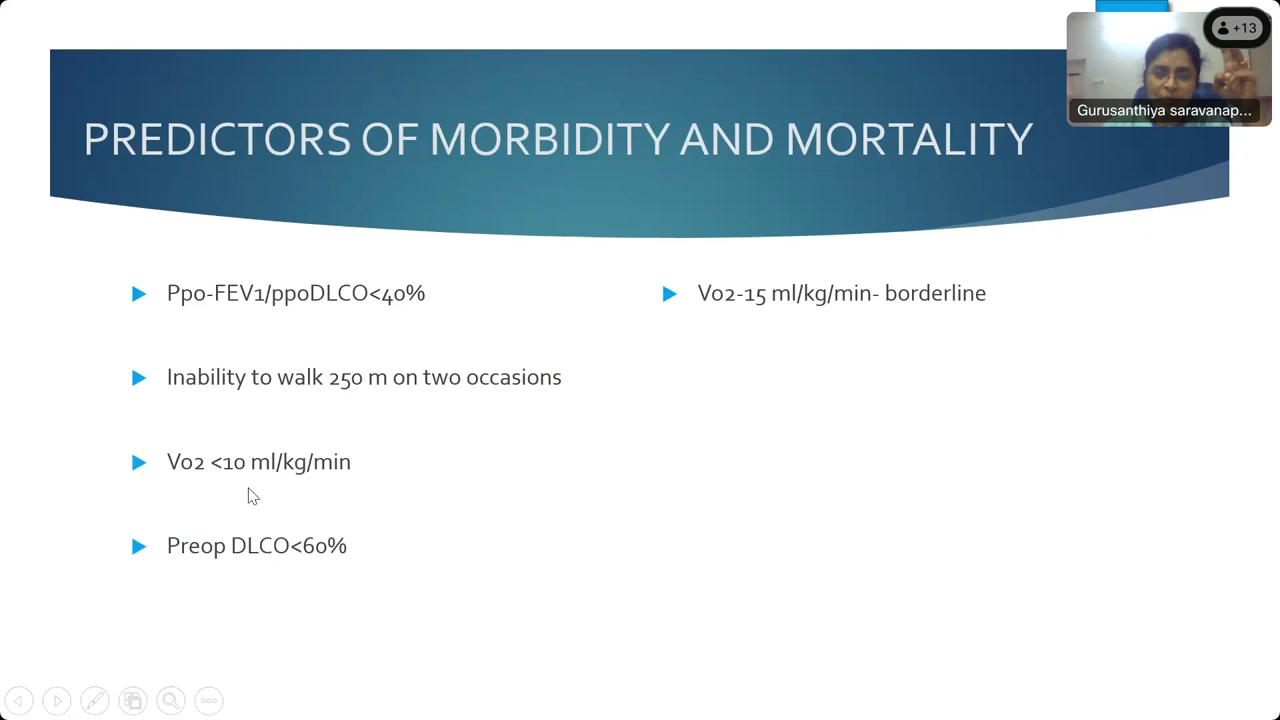 PREDICTORS OF MORBIDITY AND MORTALITY
Ppo-FEV1/ppoDLCO<40%
Inability to walk 250 m on two occasions
Vo2 <10 ml/kg/min
Preop DLCO<60%
Vo2-15 ml/kg/min- borderline
+13
Gurusanthiya saravanap...